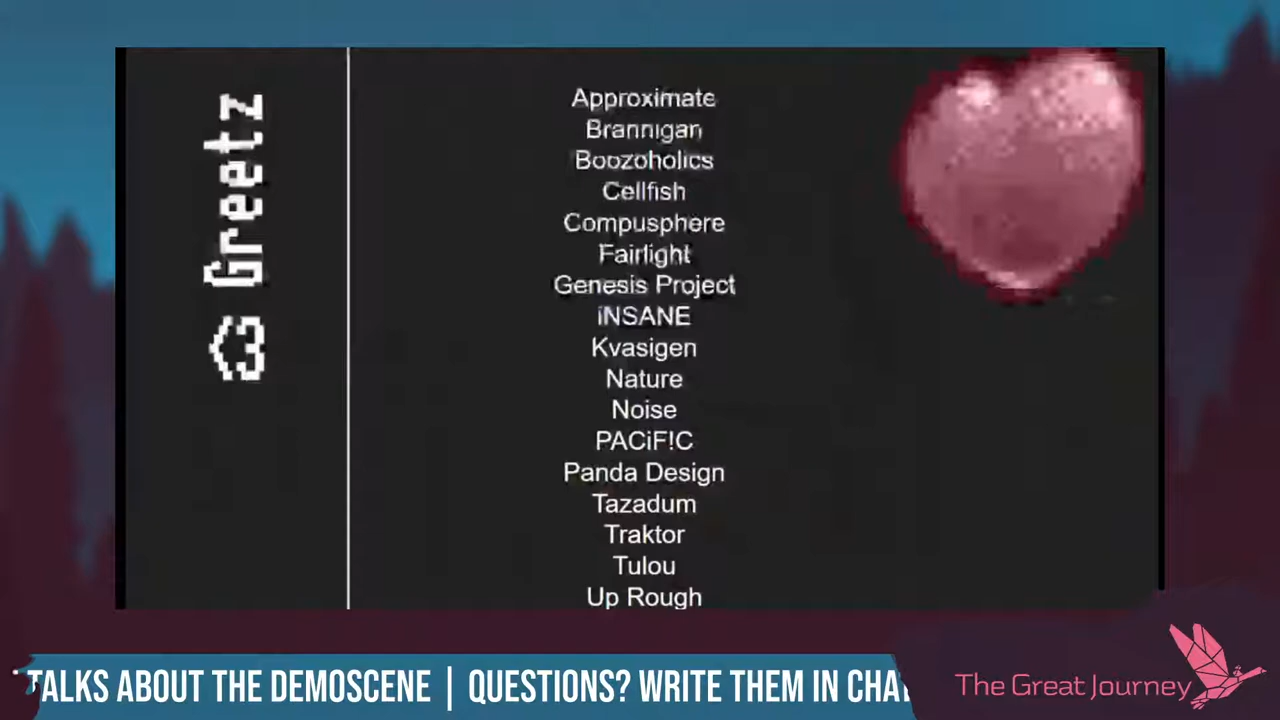 <3 Greetz
Approximate
Brannigan
Boozoholics
Cellfish
Compusphere
Fairlight
Genesis Project
iNSANE
Kvasigen
Nature
Noise
PACiF!C
Panda Design
Tazadum
Traktor
Tulou
Up Rough
TALKS ABOUT THE DEMOSCENE | QUESTIONS? WRITE THEM IN CHAT
The Great Journey